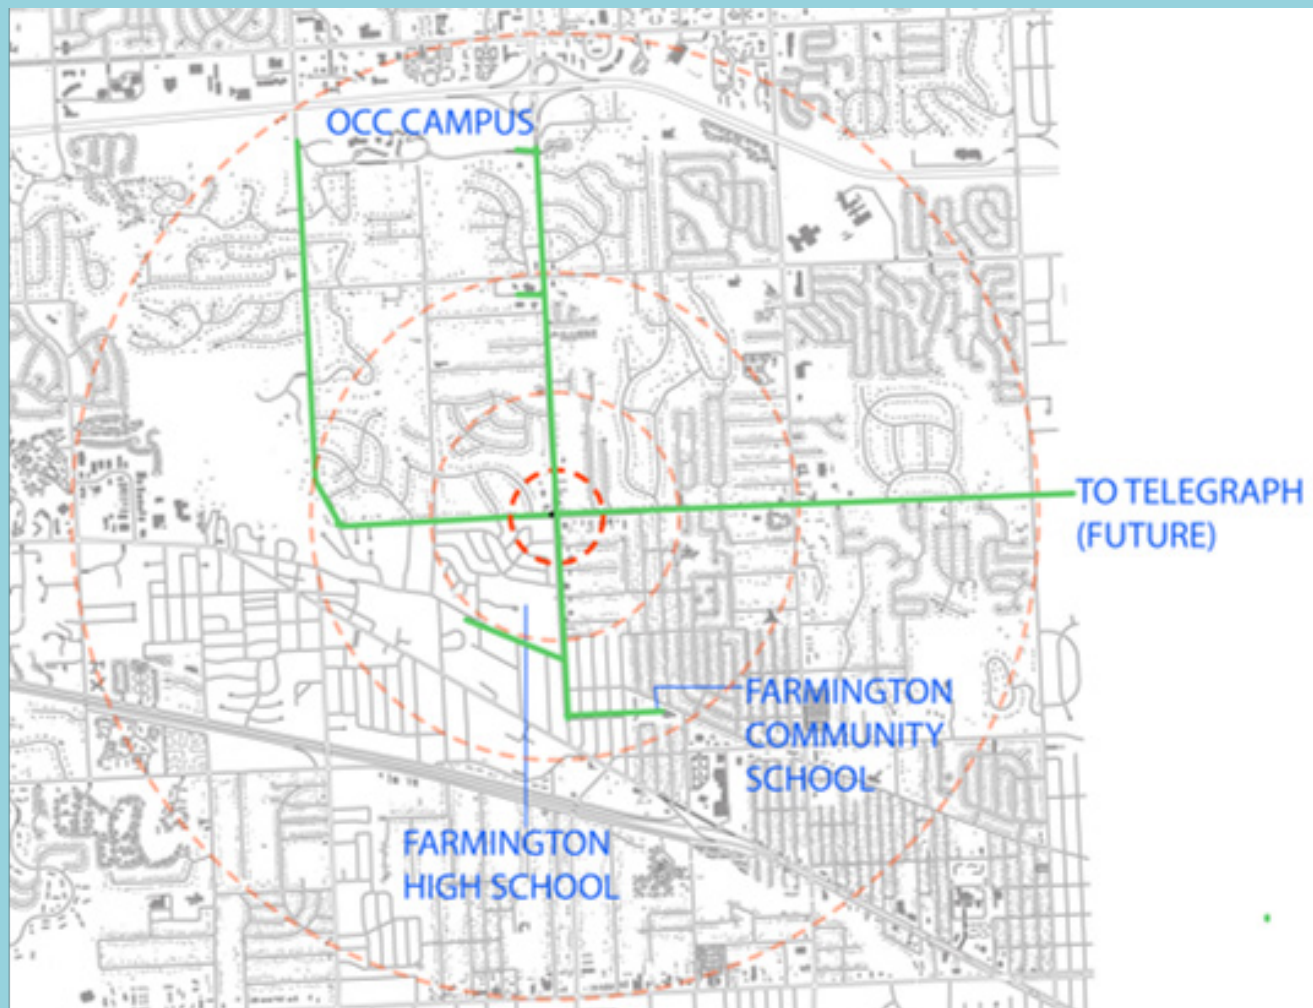 OCC CAMPUS
TO TELEGRAPH
(FUTURE)
FARMINGTON
COMMUNITY
SCHOOL
FARMINGTON
HIGH SCHOOL